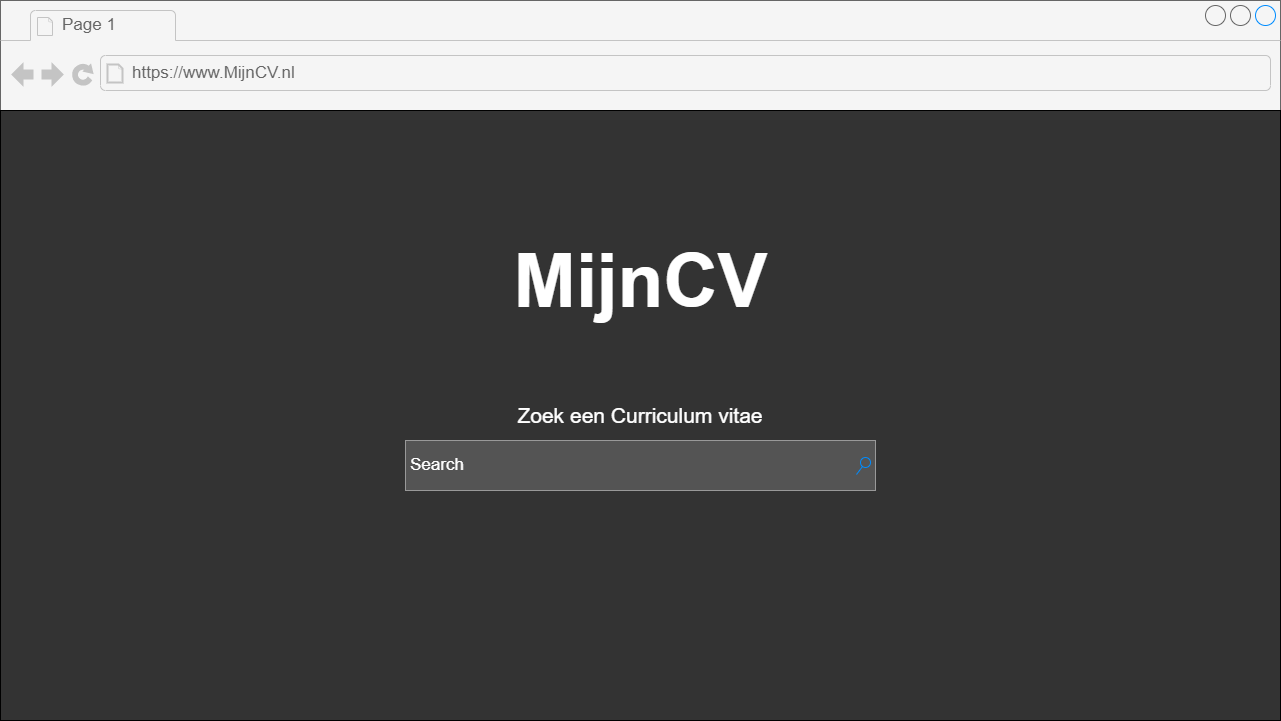 Page 1
https://www.MijnCV.nl
MijnCV
Zoek een Curriculum vitae
Search